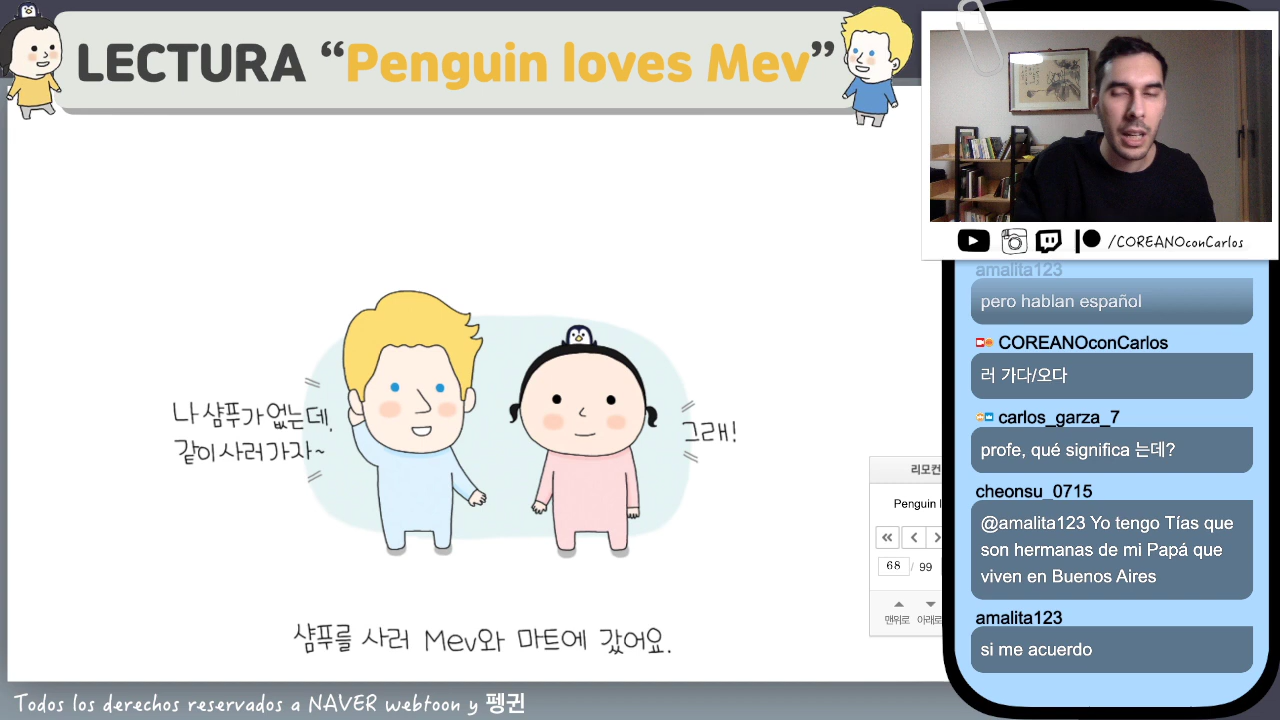 LECTURA “Penguin loves Mev”
나 샴푸가 없는데,
같이 사러 가자~
그래!
샴푸를 사러 Mev와 마트에 갔어요.
리모컨
Penguin l
68 / 99
맨위로 아래로
Todos los derechos reservados a NAVER webtoon y 펭귄
/COREANOconCarlos
amalita123
pero hablan español
COREANOconCarlos
러 가다/오다
carlos_garza_7
profe, qué significa 는데?
cheonsu_0715
@amalita123 Yo tengo Tías que
son hermanas de mi Papá que
viven en Buenos Aires
amalita123
si me acuerdo